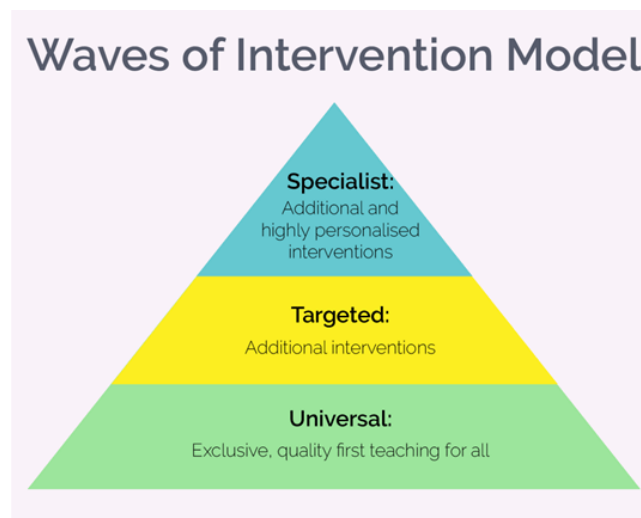 Waves of Intervention Model
Specialist:
Additional and
highly personalised
interventions
Targeted:
Additional interventions
Universal:
Exclusive, quality first teaching for all